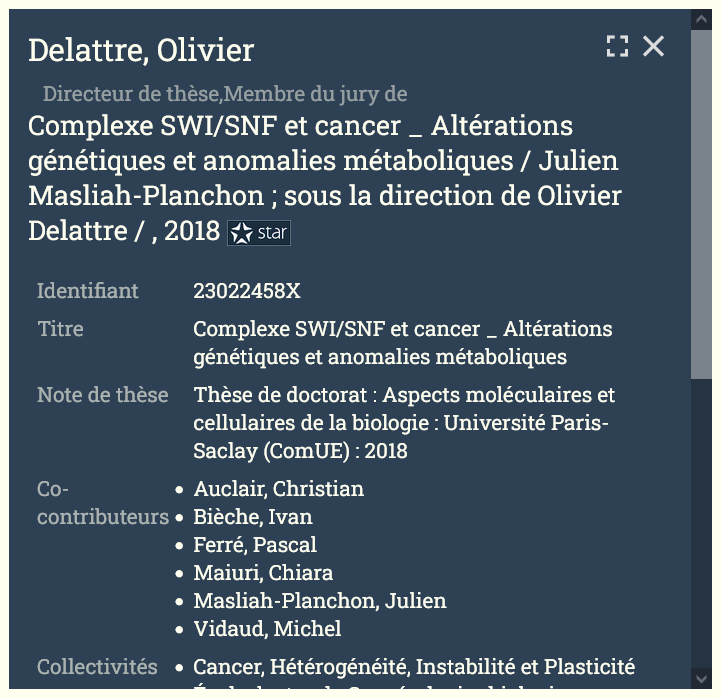 Delattre, Olivier
Directeur de thèse,Membre du jury de
Complexe SWI/SNF et cancer _ Altérations
génétiques et anomalies métaboliques / Julien
Masliah-Planchon ; sous la direction de Olivier
Delattre / , 2018 star
Identifiant 23022458X
Titre Complexe SWI/SNF et cancer _ Altérations
génétiques et anomalies métaboliques
Note de thèse Thèse de doctorat : Aspects moléculaires et
cellulaires de la biologie : Université Paris-
Saclay (ComUE) : 2018
Co- • Auclair, Christian
contributeurs • Bièche, Ivan
• Ferré, Pascal
• Maiuri, Chiara
• Masliah-Planchon, Julien
• Vidaud, Michel
Collectivités • Cancer, Hétérogénéité, Instabilité et Plasticité